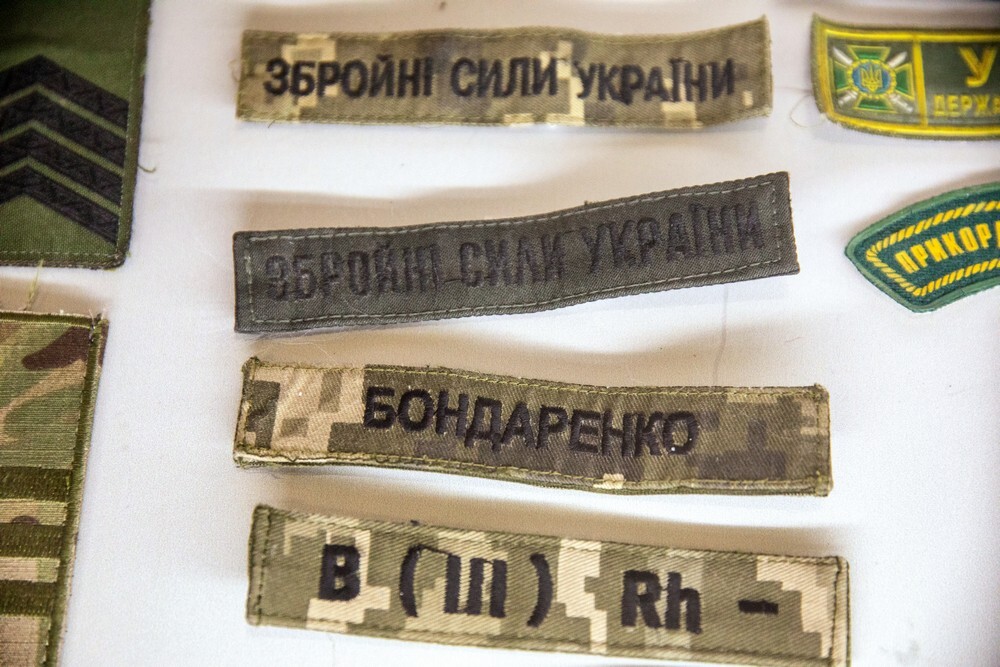 ЗБРОЙНІ СИЛИ УКРАЇНИ
ЗБРОЙНІ СИЛИ УКРАЇНИ
БОНДАРЕНКО
B (III) Rh –